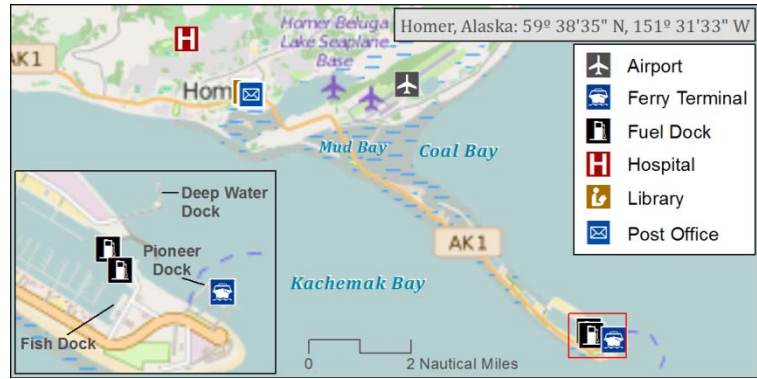 Homer, Alaska: 59º 38'35" N, 151º 31'33" W
Homer Beluga
Lake Seaplane
Base
AK1
H
Hom
Mud Bay
Coal Bay
AK1
Kachemak Bay
0
2 Nautical Miles
Airport
Ferry Terminal
Fuel Dock
H
Hospital
Library
Post Office
Deep Water
Dock
Pioneer
Dock
Fish Dock